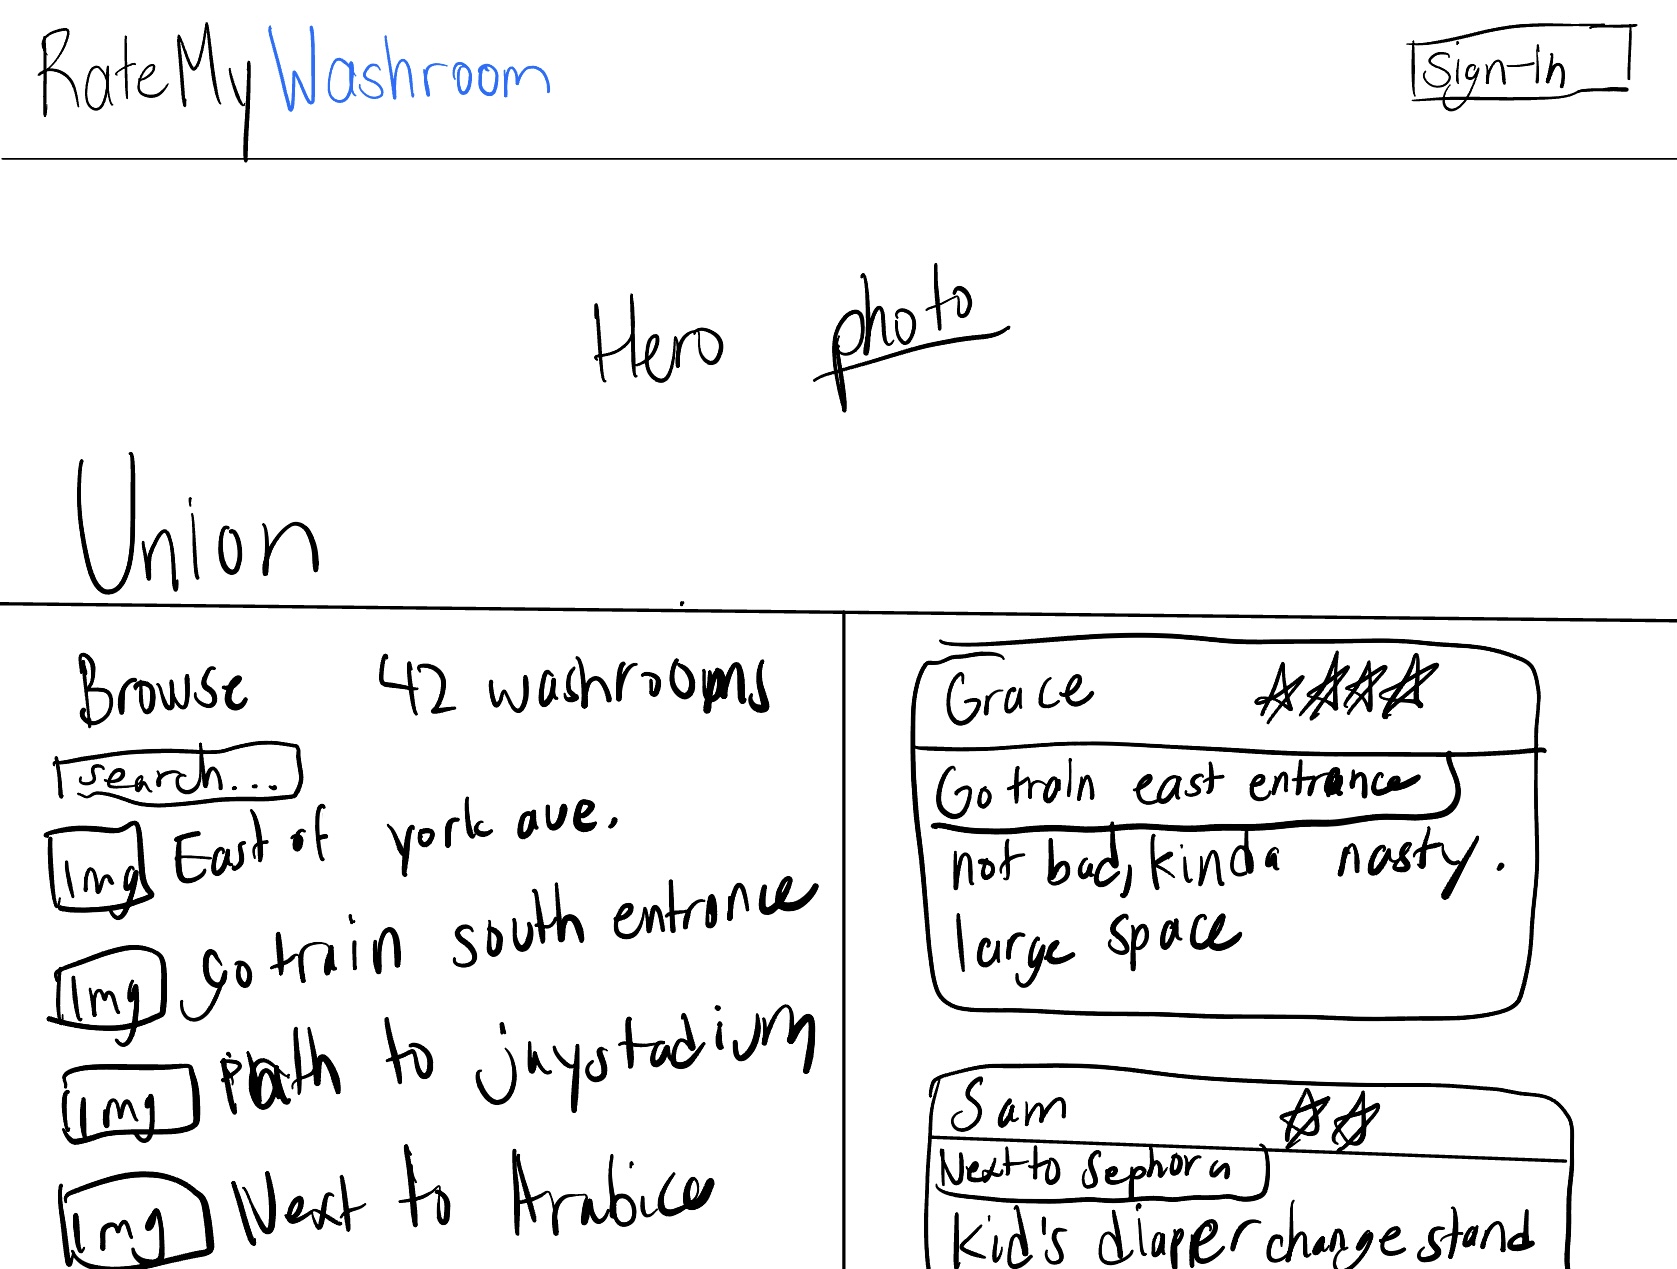 RateMyWashroom
Sign-In
Hero photo
Union
Browse 42 washrooms
search...
Img East of york ave.
Img go train south entrance
Img Path to jaystadium
Img Next to Arabica
Grace
Go train east entrance
not bad, kinda nasty.
large space
Sam
Next to Sephora
Kid's diaper change stand